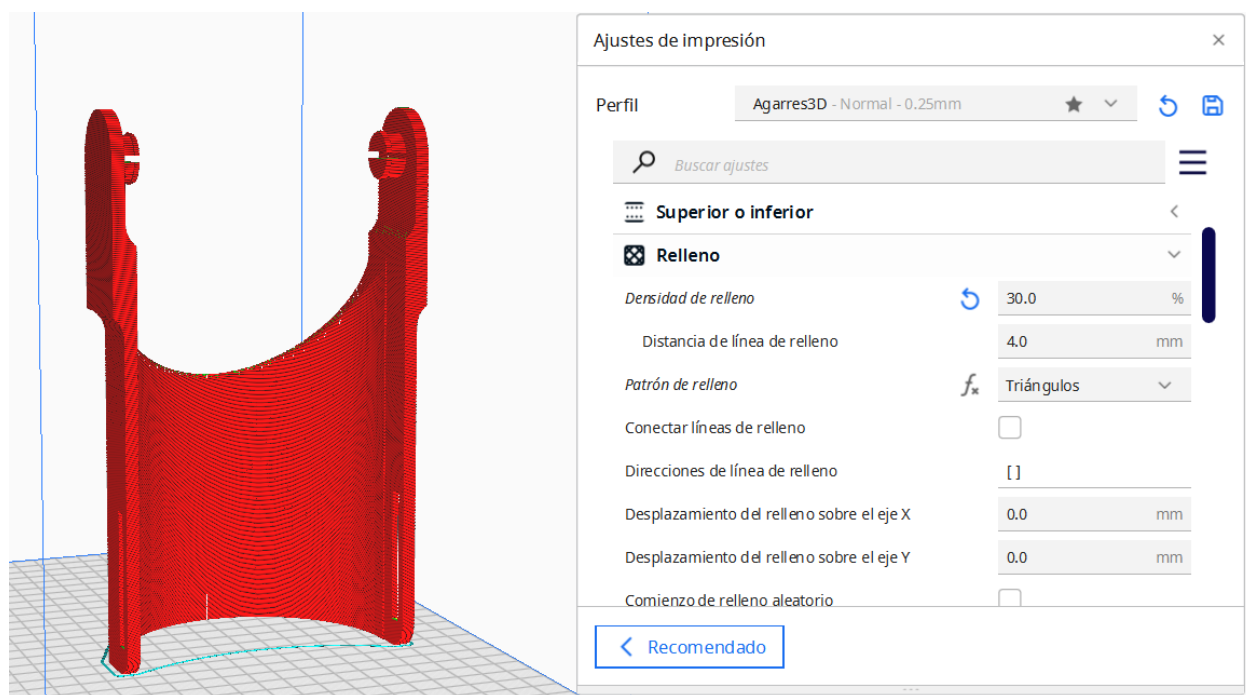 Ajustes de impresión
Perfil Agarres3D - Normal - 0.25mm
Buscar ajustes
Superior o inferior
Relleno
Densidad de relleno 30.0 %
Distancia de línea de relleno 4.0 mm
Patrón de relleno Triángulos
Conectar líneas de relleno
Direcciones de línea de relleno [ ]
Desplazamiento del relleno sobre el eje X 0.0 mm
Desplazamiento del relleno sobre el eje Y 0.0 mm
Comienzo de relleno aleatorio
Recomendado